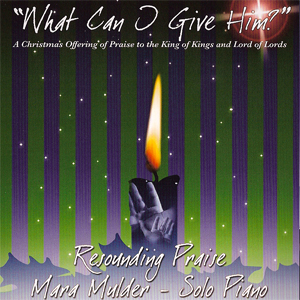 "What Can I Give Him?"
A Christmas Offering of Praise to the King of Kings and Lord of Lords
Resounding Praise
Mara Mulder - Solo Piano